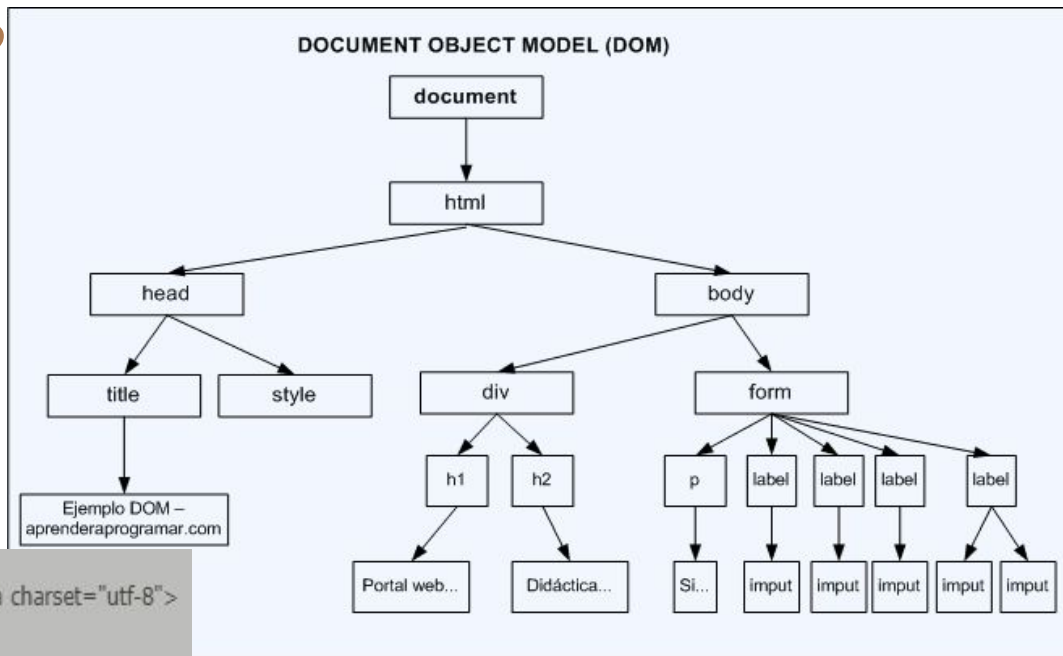 DOCUMENT OBJECT MODEL (DOM)
document
html
head
body
title
style
div
form
h1
h2
p
label
label
label
label
Ejemplo DOM –
aprenderaprogramar.com
Portal web...
Didáctica...
Si...
imput
imput
imput
imput
imput
charset="utf-8">